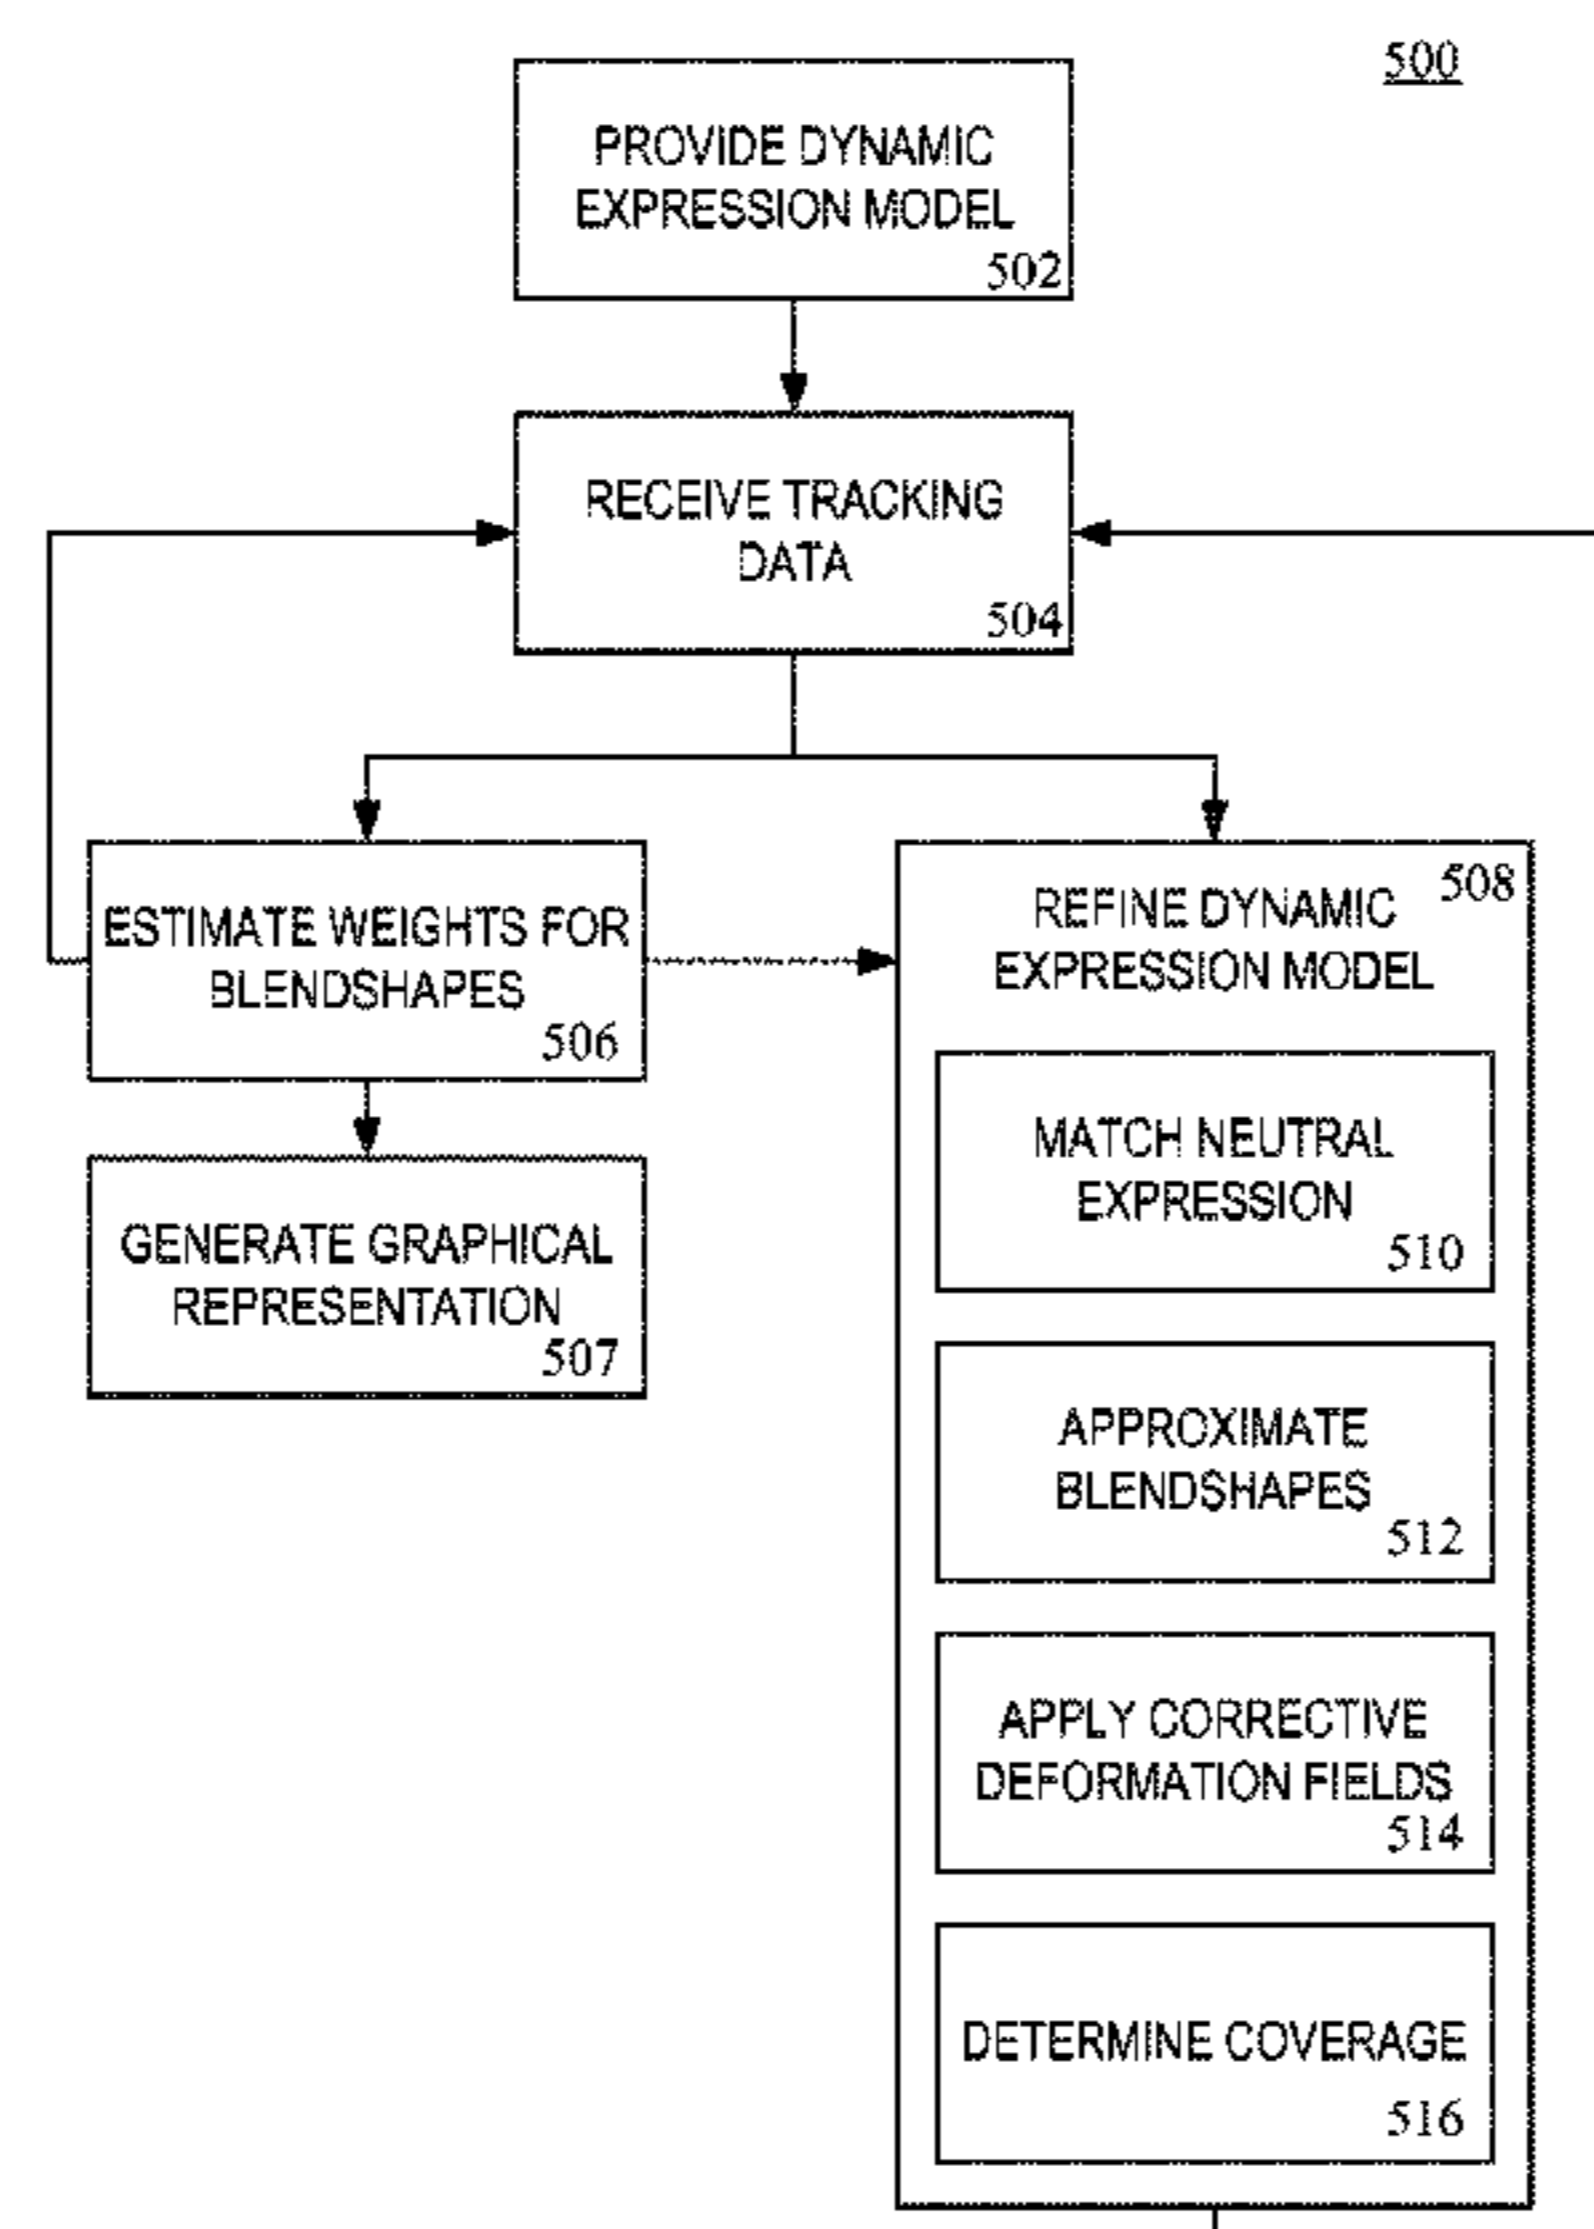 500
PROVIDE DYNAMIC
EXPRESSION MODEL
502
RECEIVE TRACKING
DATA
504
ESTIMATE WEIGHTS FOR
BLENDSHAPES
506
GENERATE GRAPHICAL
REPRESENTATION
507
508
REFINE DYNAMIC
EXPRESSION MODEL
MATCH NEUTRAL
EXPRESSION
510
APPROXIMATE
BLENDSHAPES
512
APPLY CORRECTIVE
DEFORMATION FIELDS
514
DETERMINE COVERAGE
516